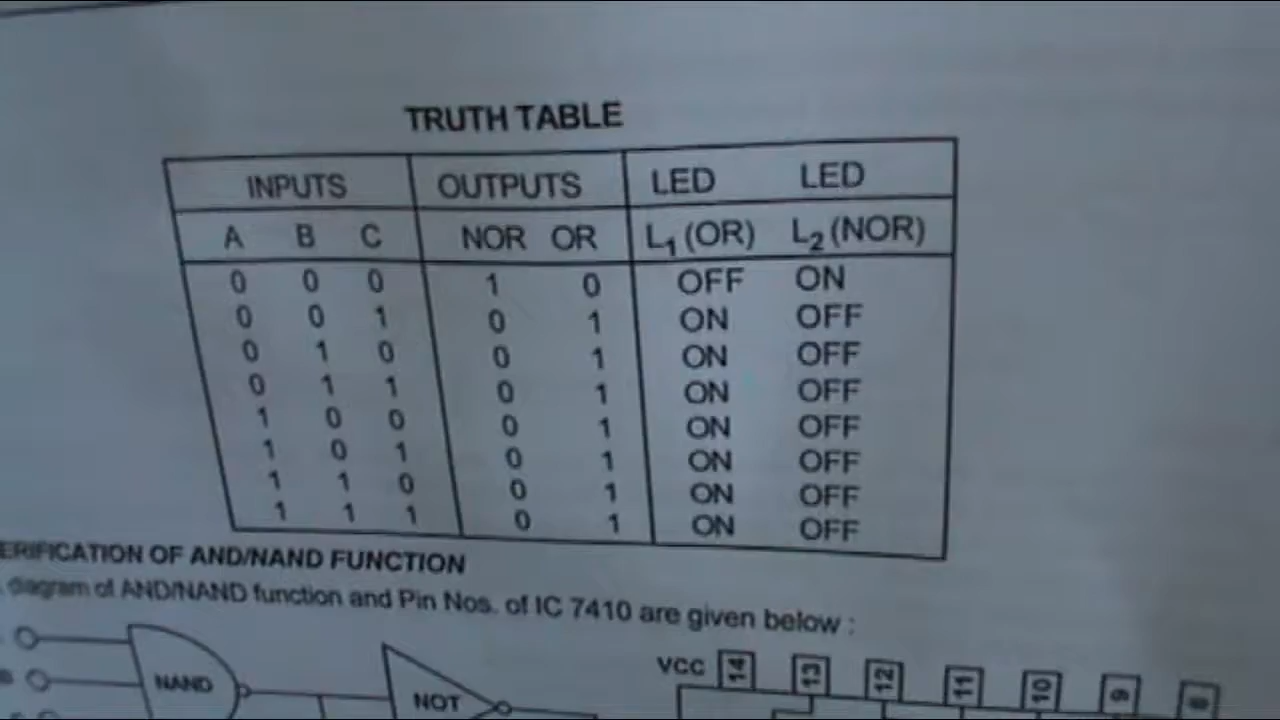 TRUTH TABLE
INPUTS OUTPUTS LED LED
A B C NOR OR L₁ (OR) L₂ (NOR)
0 0 0 1 0 OFF ON
0 0 1 0 1 ON OFF
0 1 0 0 1 ON OFF
0 1 1 0 1 ON OFF
1 0 0 0 1 ON OFF
1 0 1 0 1 ON OFF
1 1 0 0 1 ON OFF
1 1 1 0 1 ON OFF
ERIFICATION OF AND/NAND FUNCTION
diagram of AND/NAND function and Pin Nos. of IC 7410 are given below :
VCC 14 13 12 11 10 9 8
NAND NOT